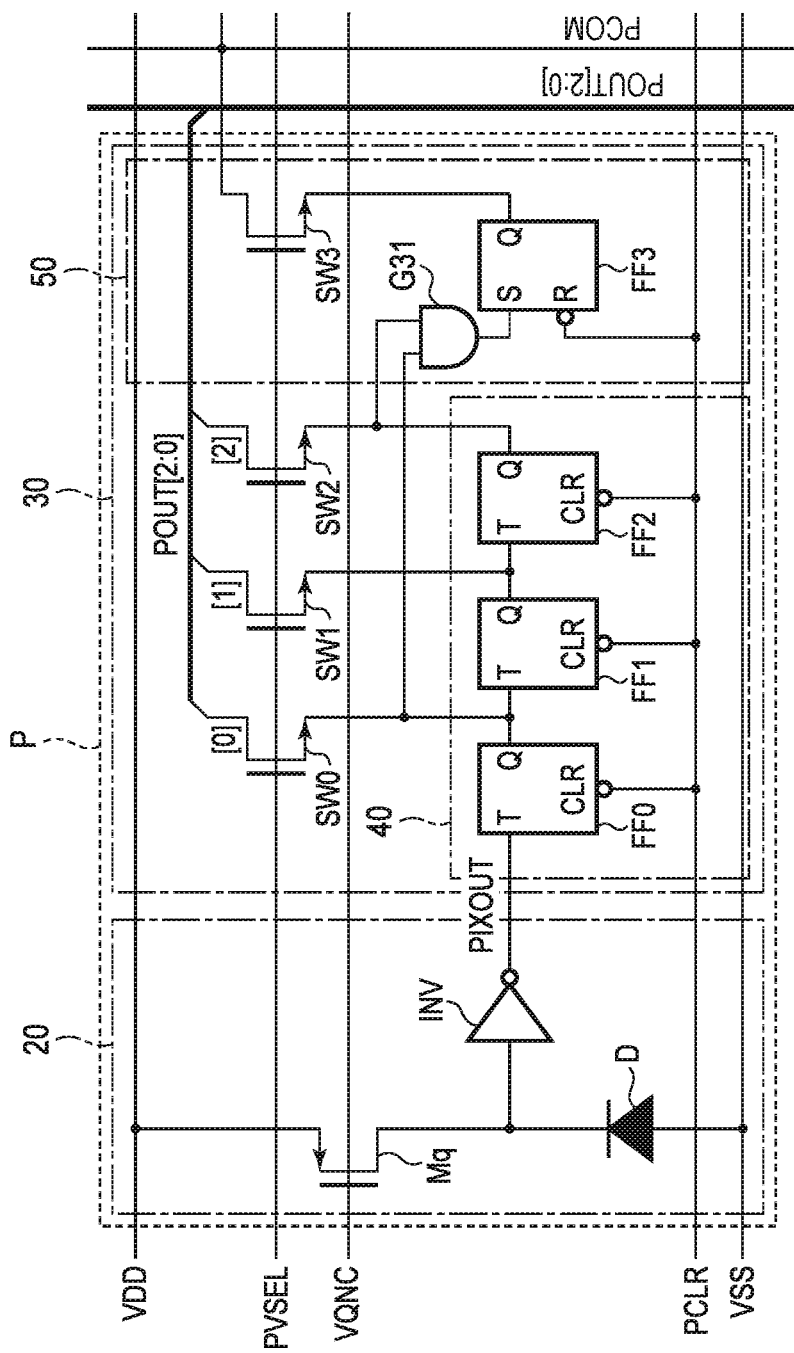 P
20
30
50
VDD
PVSEL
VQNC
PCLR
VSS
Mq
INV
D
PIXOUT
40
POUT[2:0]
[0]
[1]
[2]
SW0
SW1
SW2
SW3
G31
T
Q
CLR
FF0
T
Q
CLR
FF1
T
Q
CLR
FF2
S
R
Q
FF3
POUT[2:0]
PCOM